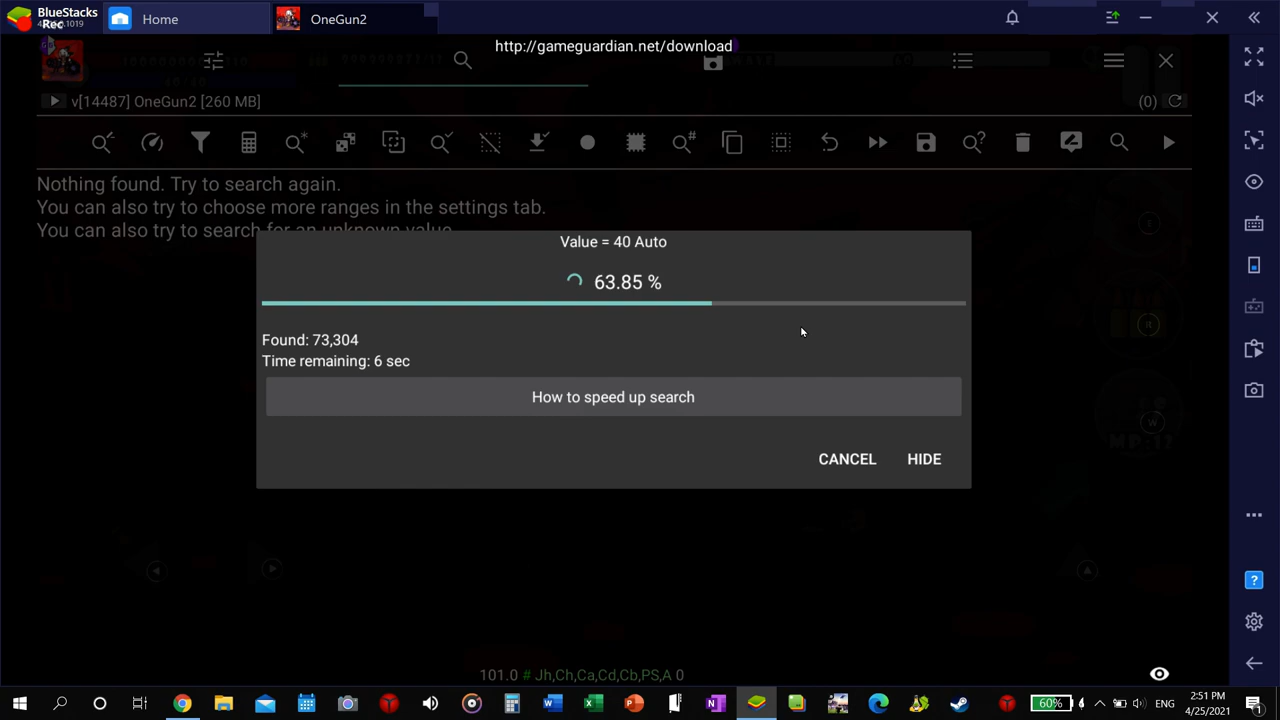 BlueStacks
Rec
Home
OneGun2
http://gameguardian.net/download
v[14487] OneGun2 [260 MB]
(0)
Nothing found. Try to search again.
You can also try to choose more ranges in the settings tab.
You can also try to search for an unknown value.
Value = 40 Auto
63.85 %
Found: 73,304
Time remaining: 6 sec
How to speed up search
CANCEL
HIDE
101.0 # Jh,Ch,Ca,Cd,Cb,PS,A 0
60%
ENG
2:51 PM
4/25/2021